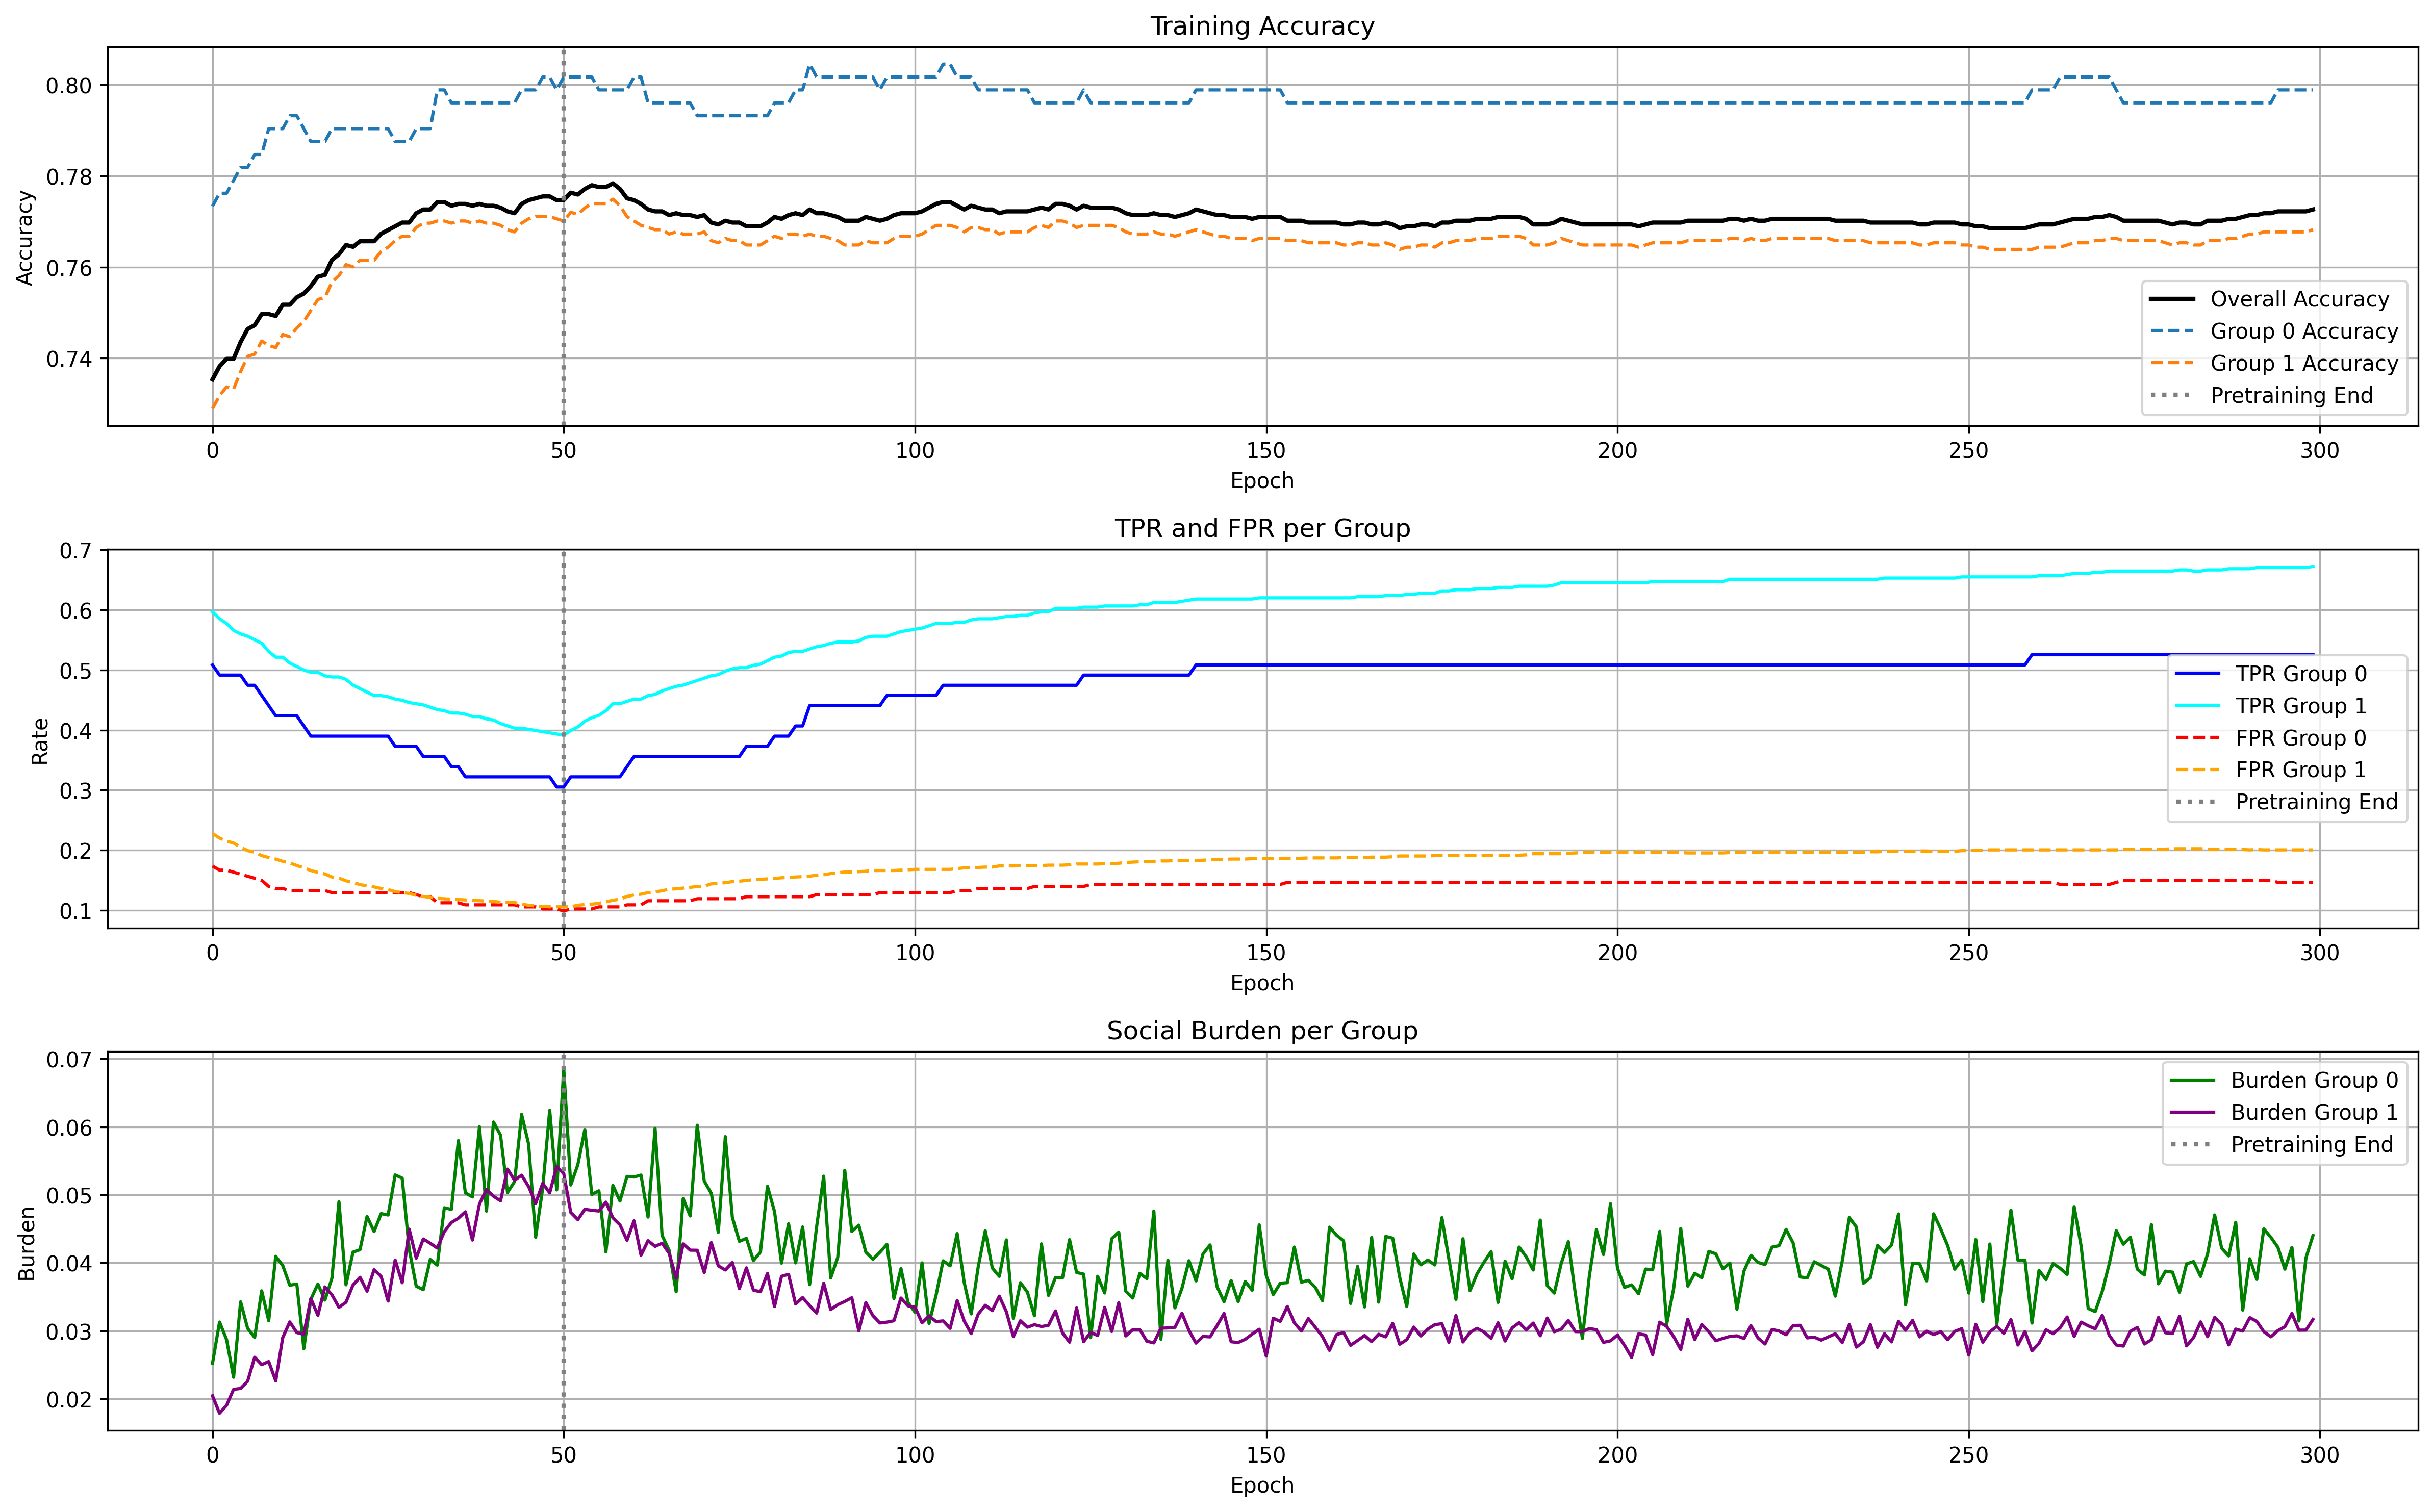 Training Accuracy
Accuracy
0.80
0.78
0.76
0.74
Overall Accuracy
Group 0 Accuracy
Group 1 Accuracy
Pretraining End
0 50 100 150 200 250 300
Epoch
TPR and FPR per Group
Rate
0.7
0.6
0.5
0.4
0.3
0.2
0.1
TPR Group 0
TPR Group 1
FPR Group 0
FPR Group 1
Pretraining End
0 50 100 150 200 250 300
Epoch
Social Burden per Group
Burden
0.07
0.06
0.05
0.04
0.03
0.02
Burden Group 0
Burden Group 1
Pretraining End
0 50 100 150 200 250 300
Epoch